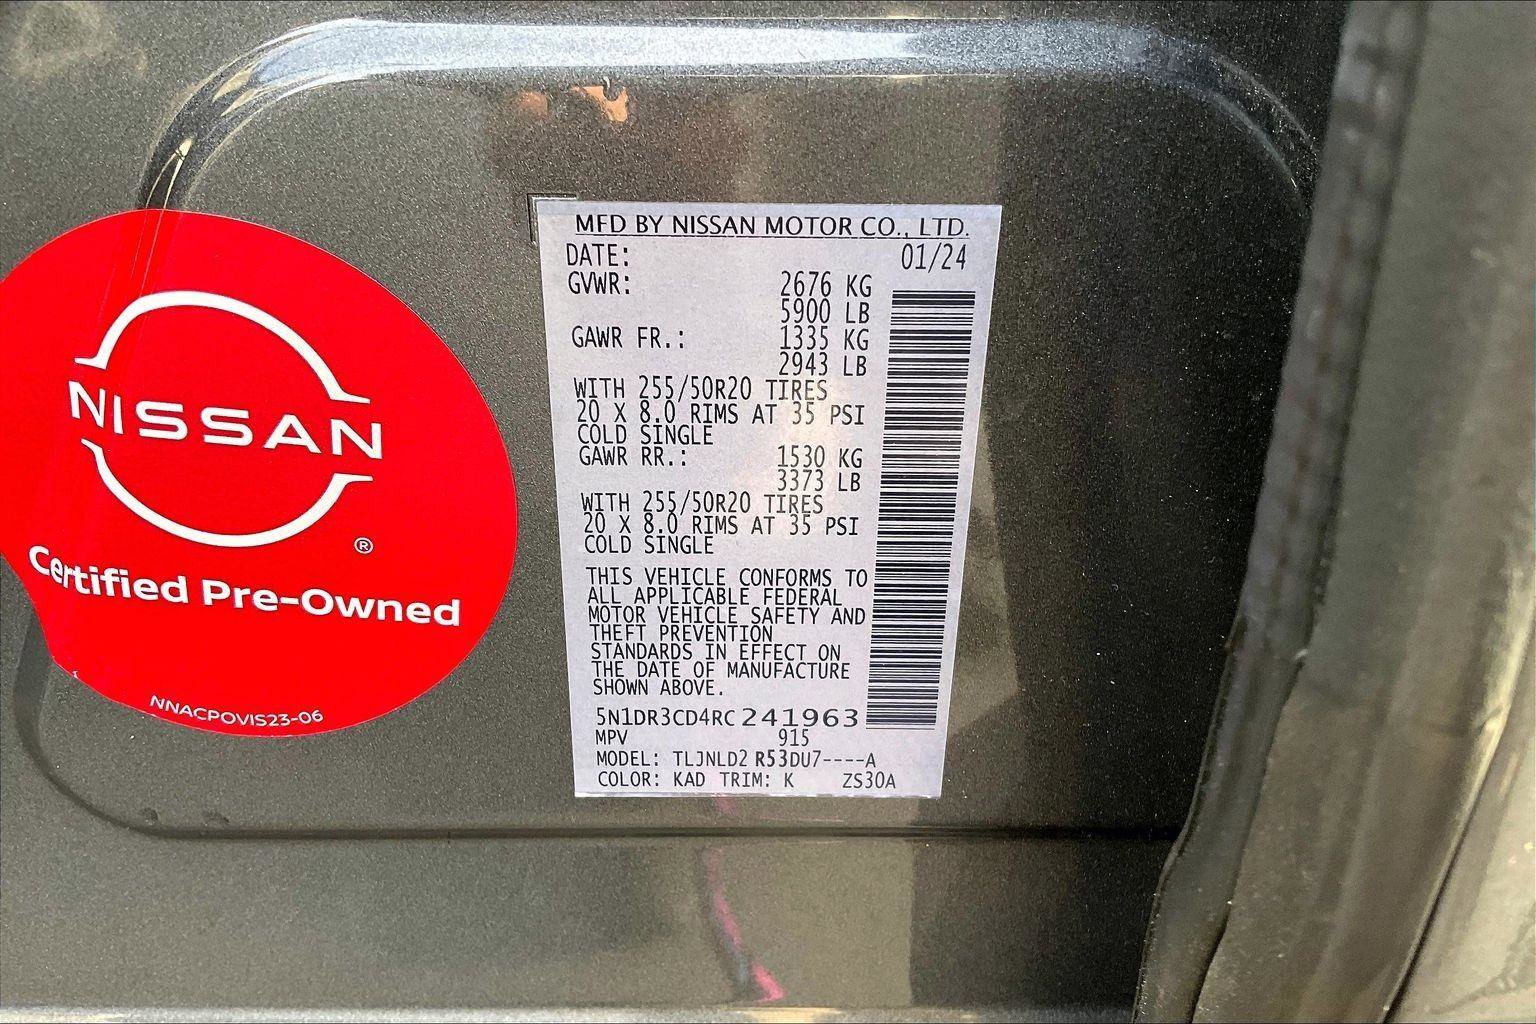 MFD BY NISSAN MOTOR CO., LTD.
DATE: 01/24
GVWR: 2676 KG
5900 LB
GAWR FR.: 1335 KG
2943 LB
WITH 255/50R20 TIRES
20 X 8.0 RIMS AT 35 PSI
COLD SINGLE
GAWR RR.: 1530 KG
3373 LB
WITH 255/50R20 TIRES
20 X 8.0 RIMS AT 35 PSI
COLD SINGLE
THIS VEHICLE CONFORMS TO
ALL APPLICABLE FEDERAL
MOTOR VEHICLE SAFETY AND
THEFT PREVENTION
STANDARDS IN EFFECT ON
THE DATE OF MANUFACTURE
SHOWN ABOVE.
5N1DR3CD4RC241963
MPV 915
MODEL: TLJNLD2 R53DU7----A
COLOR: KAD TRIM: K ZS30A
NISSAN
®
Certified Pre-Owned
NNACPOVIS23-06